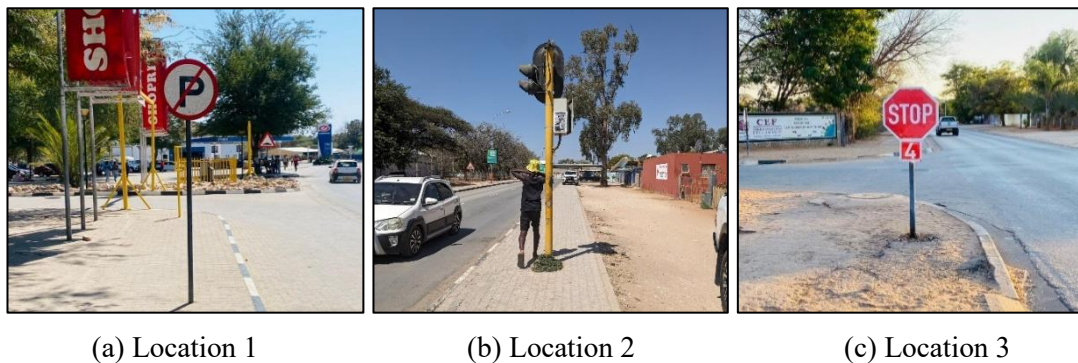 SHO
SHOPRI
P
STOP
4
CEF
(a) Location 1
(b) Location 2
(c) Location 3